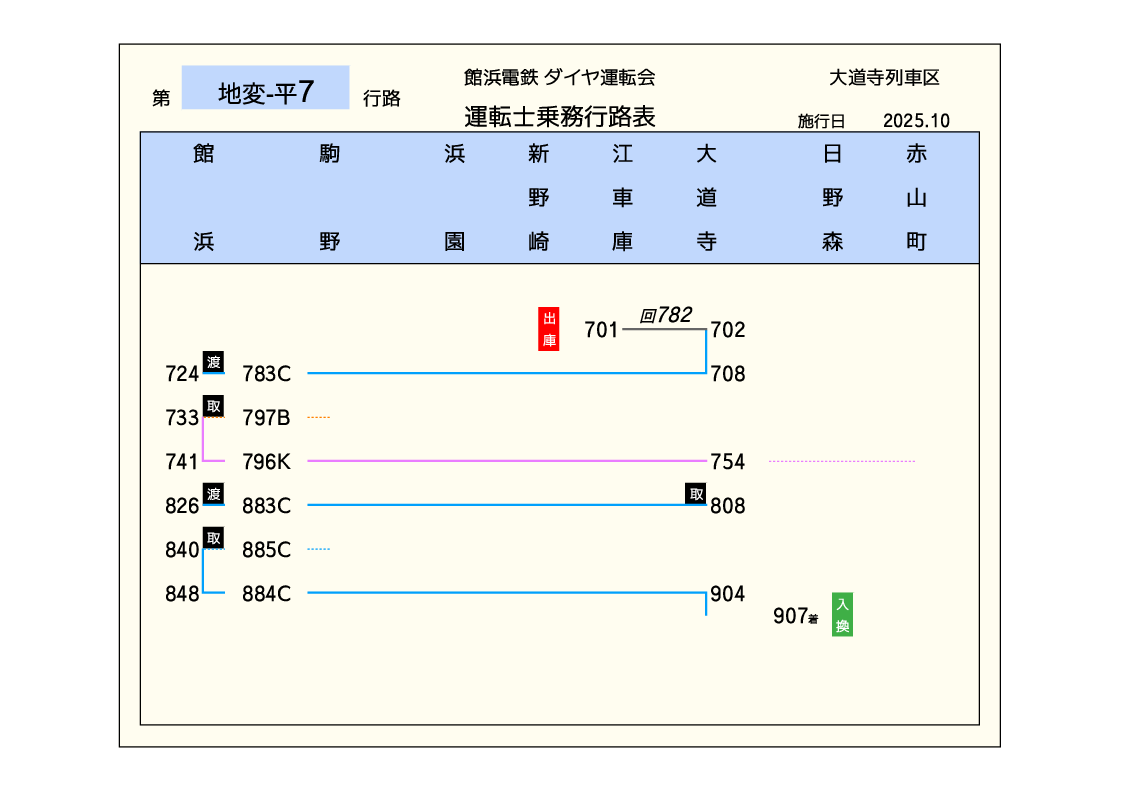 館浜電鉄 ダイヤ運転会
大道寺列車区
第 地変-平7 行路
運転士乗務行路表
施行日 2025.10
館浜 駒野 浜園 新野崎 江車庫 大道寺 日野森 赤山町
出庫 701 回782 702
724 渡 783C 708
733 取 797B
741 796K 754
826 渡 883C 取 808
840 取 885C
848 884C 904
907着 入換